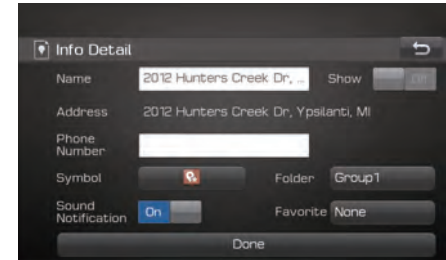 Info Detail
Name 2012 Hunters Creek Dr, ... Show Off
Address 2012 Hunters Creek Dr, Ypsilanti, MI
Phone
Number
Symbol Folder Group1
Sound
Notification On Favorite None
Done